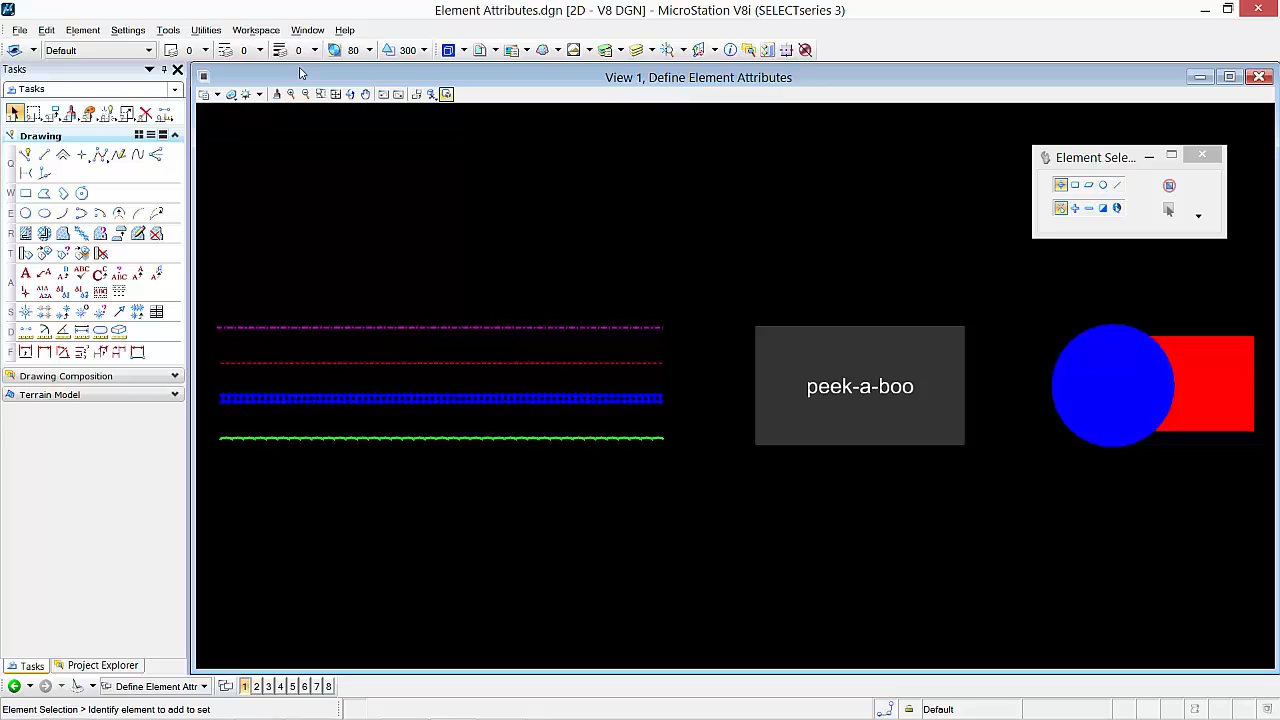 Element Attributes.dgn [2D - V8 DGN] - MicroStation V8i (SELECTseries 3)
File Edit Element Settings Tools Utilities Workspace Window Help
Default 0 0 0 80 300
Tasks
Tasks
View 1, Define Element Attributes
Drawing
Q
W
E
R
T
A
S
D
F
Drawing Composition
Terrain Model
Element Sele...
peek-a-boo
Tasks Project Explorer
Define Element Attr 1 2 3 4 5 6 7 8
Element Selection > Identify element to add to set
Default